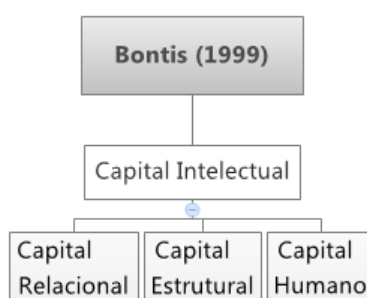 Bontis (1999)
Capital Intelectual
Capital
Relacional
Capital
Estrutural
Capital
Humano